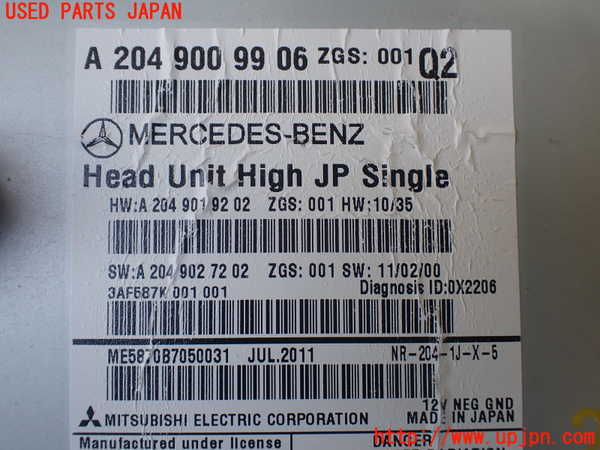 USED PARTS JAPAN
A 204 900 99 06 ZGS: 001 Q2
MERCEDES-BENZ
Head Unit High JP Single
HW:A 204 901 92 02 ZGS: 001 HW:10/35
SW:A 204 902 72 02 ZGS: 001 SW: 11/02/00
3AF587K 001 001 Diagnosis ID:0X2206
ME5870B7050031 JUL.2011 NR-204-1J-X-5
12V NEG GND
MITSUBISHI ELECTRIC CORPORATION MADE IN JAPAN
Manufactured under license DANGER
http://www.upjpn.com/